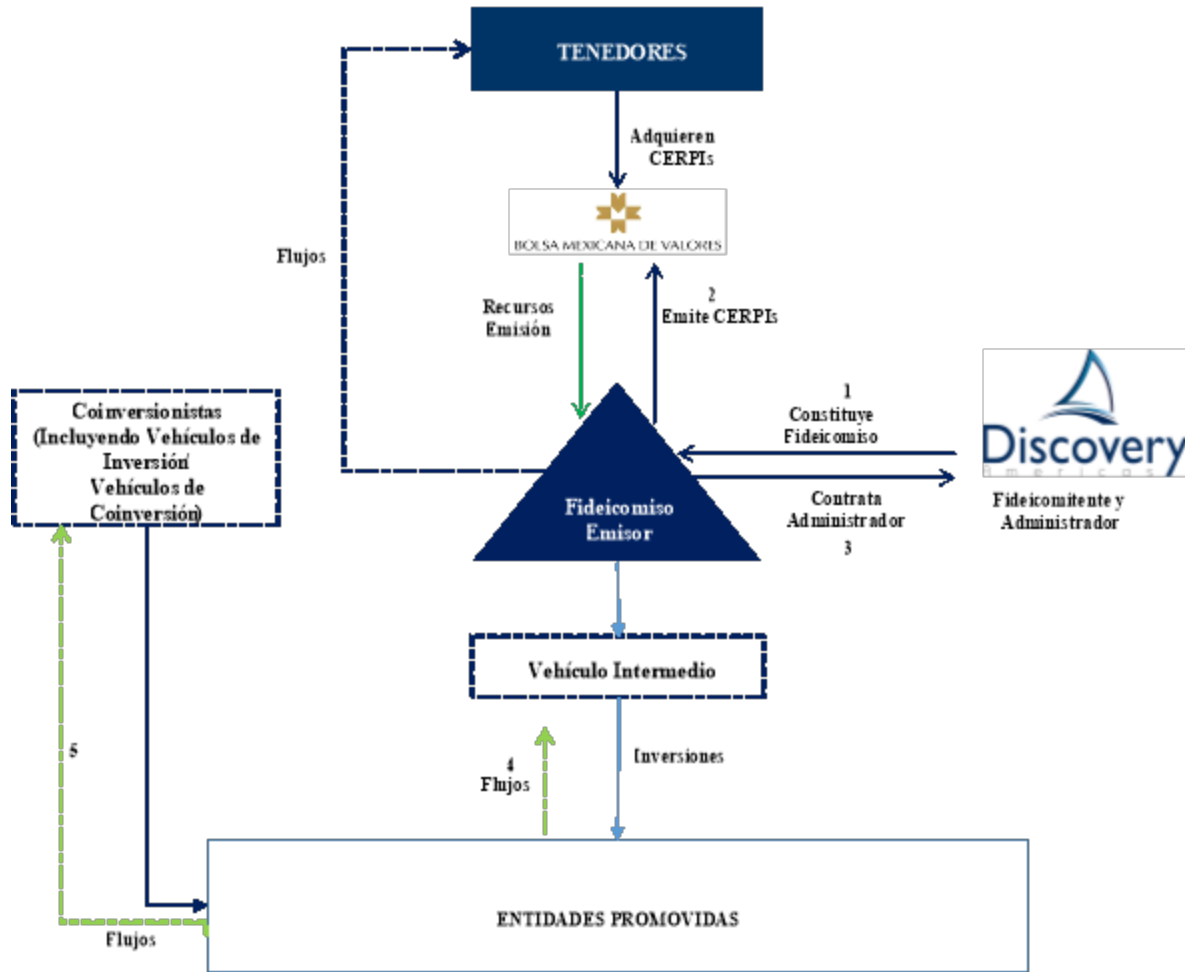 TENEDORES
Adquieren
CERPIs
BOLSA MEXICANA DE VALORES
Flujos
Recursos
Emisión
2
Emite CERPIs
Coinversionistas
(Incluyendo Vehículos de
Inversión
Vehículos de
Coinversión)
1
Constituye
Fideicomiso
Discovery
Americas
Fideicomiso
Emisor
Contrata
Administrador
3
Fideicomitente y
Administrador
Vehículo Intermedio
5
4
Flujos
Inversiones
ENTIDADES PROMOVIDAS
Flujos